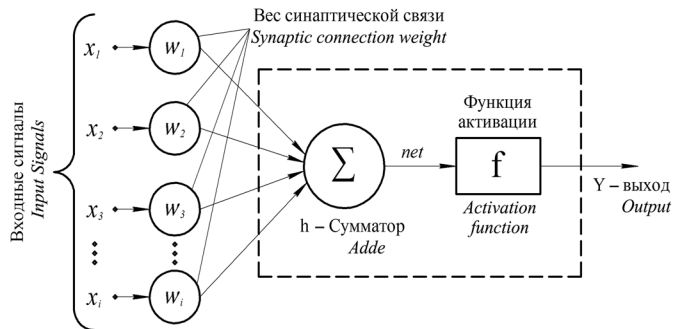 Вес синаптической связи
Synaptic connection weight
Входные сигналы
Input Signals
x1 w1
x2 w2
x3 w3
xi wi
Σ
h – Сумматор
Adde
net
Функция
активации
f
Activation
function
Y – выход
Output